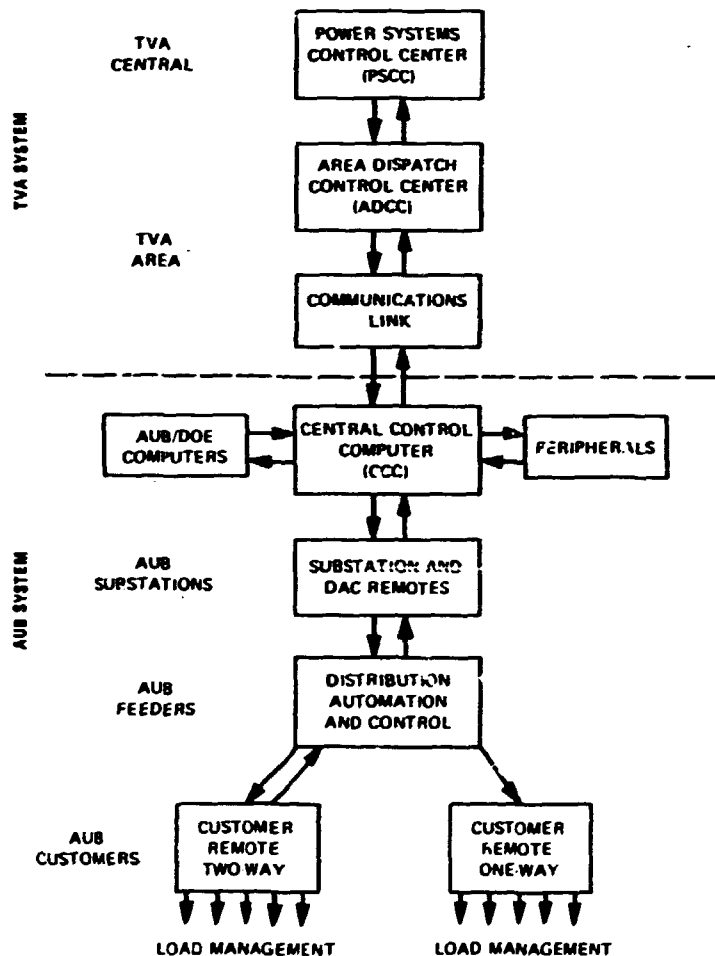 TVA
CENTRAL
POWER SYSTEMS
CONTROL CENTER
(PSCC)
TVA SYSTEM
AREA DISPATCH
CONTROL CENTER
(ADCC)
TVA
AREA
COMMUNICATIONS
LINK
AUB/DOE
COMPUTERS
CENTRAL CONTROL
COMPUTER
(CCC)
PERIPHERALS
AUB SYSTEM
AUB
SUBSTATIONS
SUBSTATION AND
DAC REMOTES
AUB
FEEDERS
DISTRIBUTION
AUTOMATION
AND CONTROL
AUB
CUSTOMERS
CUSTOMER
REMOTE
TWO-WAY
CUSTOMER
REMOTE
ONE-WAY
LOAD MANAGEMENT
LOAD MANAGEMENT